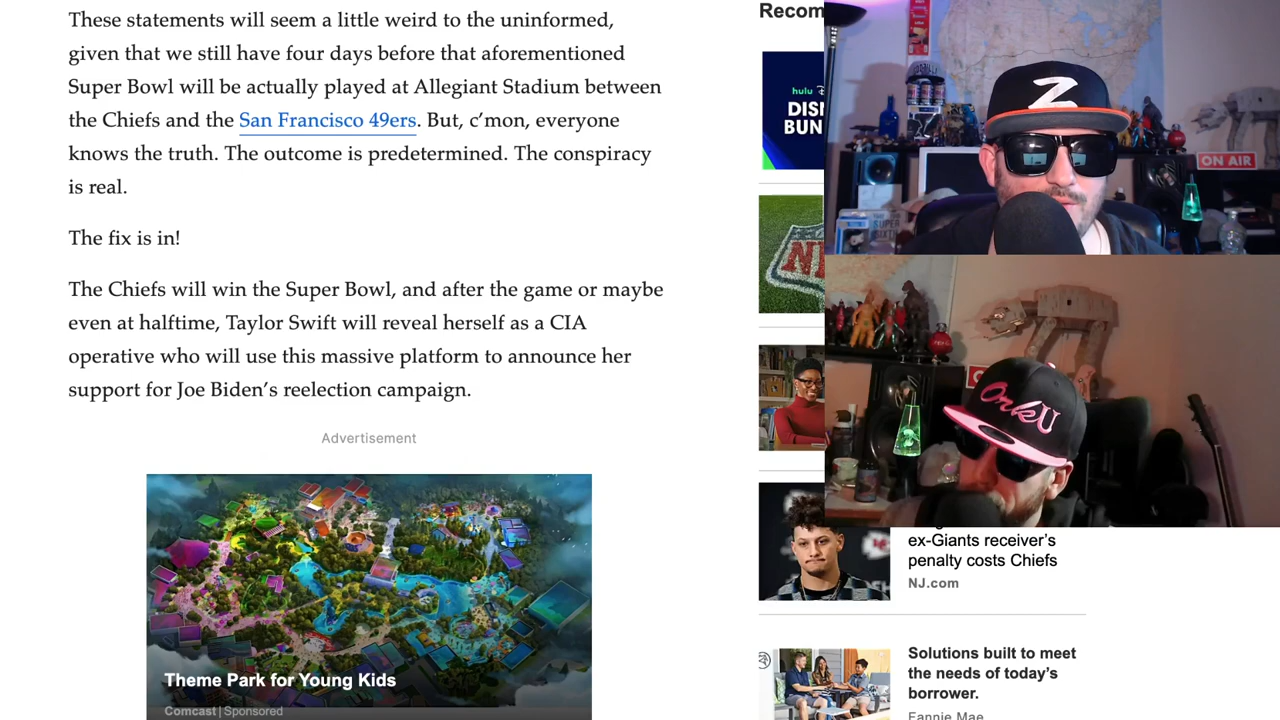 These statements will seem a little weird to the uninformed,
given that we still have four days before that aforementioned
Super Bowl will be actually played at Allegiant Stadium between
the Chiefs and the San Francisco 49ers. But, c’mon, everyone
knows the truth. The outcome is predetermined. The conspiracy
is real.
The fix is in!
The Chiefs will win the Super Bowl, and after the game or maybe
even at halftime, Taylor Swift will reveal herself as a CIA
operative who will use this massive platform to announce her
support for Joe Biden’s reelection campaign.
Advertisement
Theme Park for Young Kids
Comcast | Sponsored
Recom
hulu
DIS
BUN
ex-Giants receiver’s
penalty costs Chiefs
NJ.com
Solutions built to meet
the needs of today’s
borrower.
Fannie Mae
Z
ON AIR
OrkU